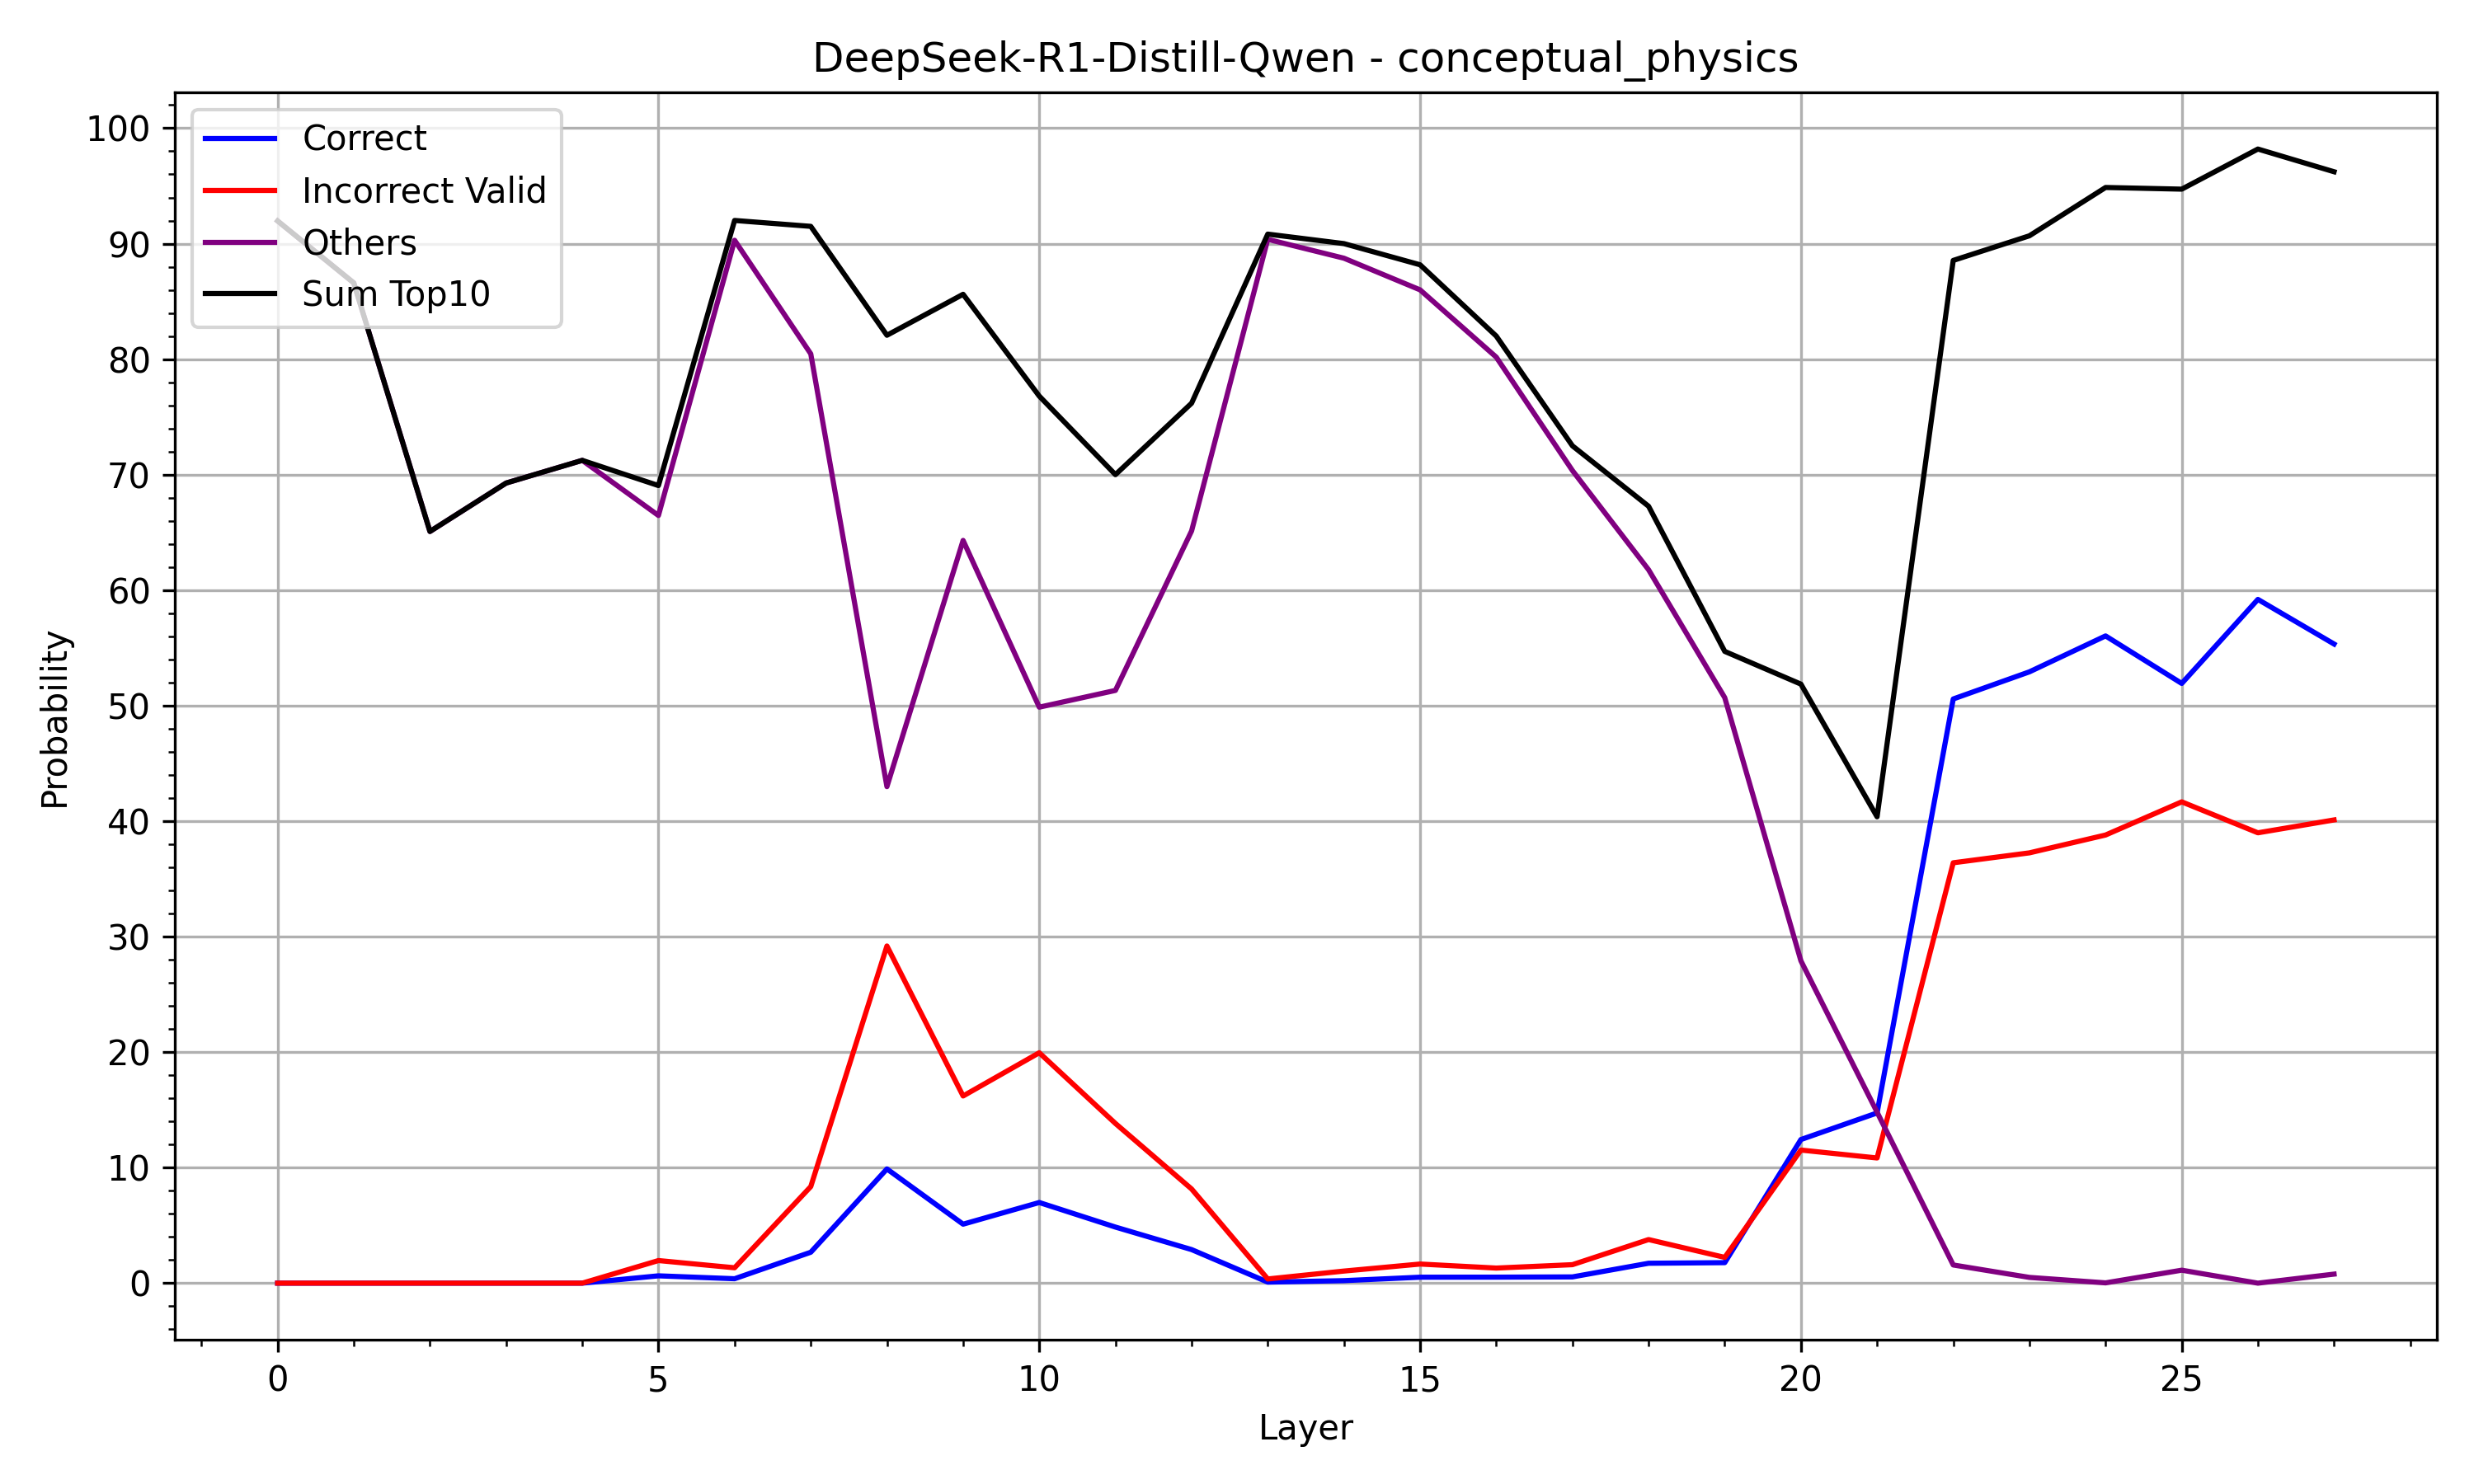 DeepSeek-R1-Distill-Qwen - conceptual_physics
Correct
Incorrect Valid
Others
Sum Top10
100
90
80
70
60
50
40
30
20
10
0
Probability
0 5 10 15 20 25
Layer